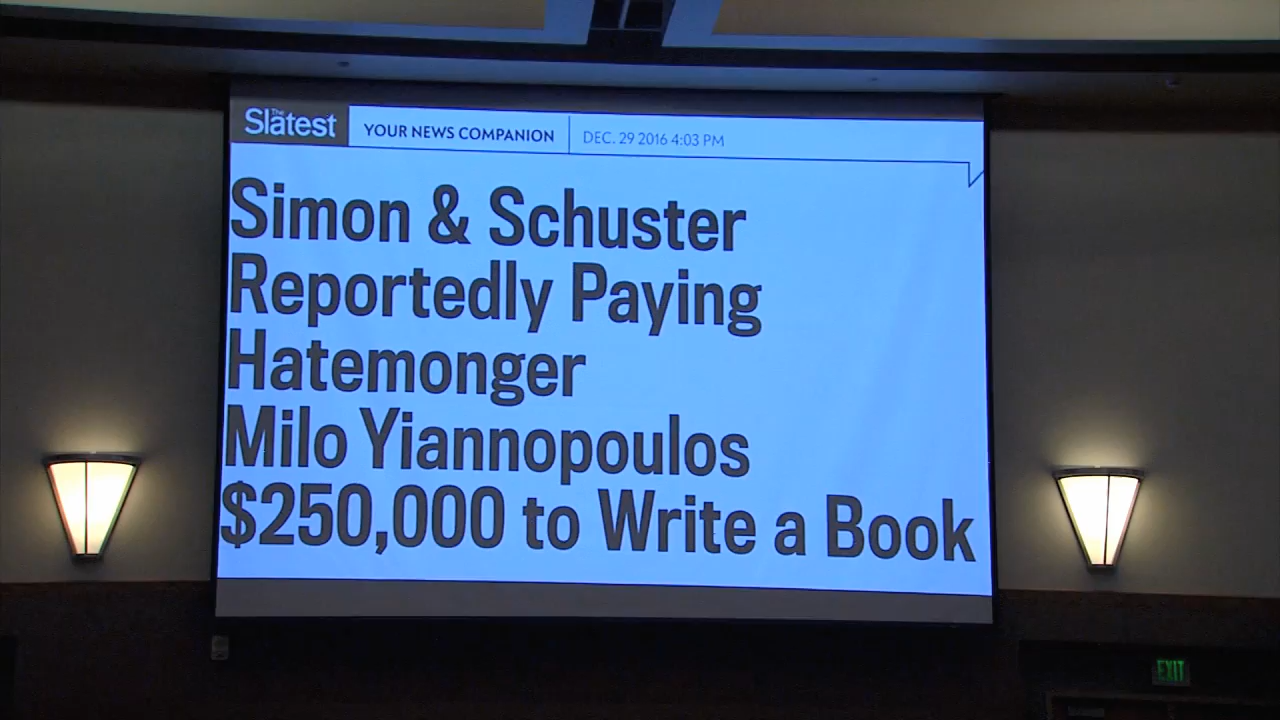 The Slatest YOUR NEWS COMPANION DEC. 29 2016 4:03 PM
Simon & Schuster
Reportedly Paying
Hatemonger
Milo Yiannopoulos
$250,000 to Write a Book
EXIT